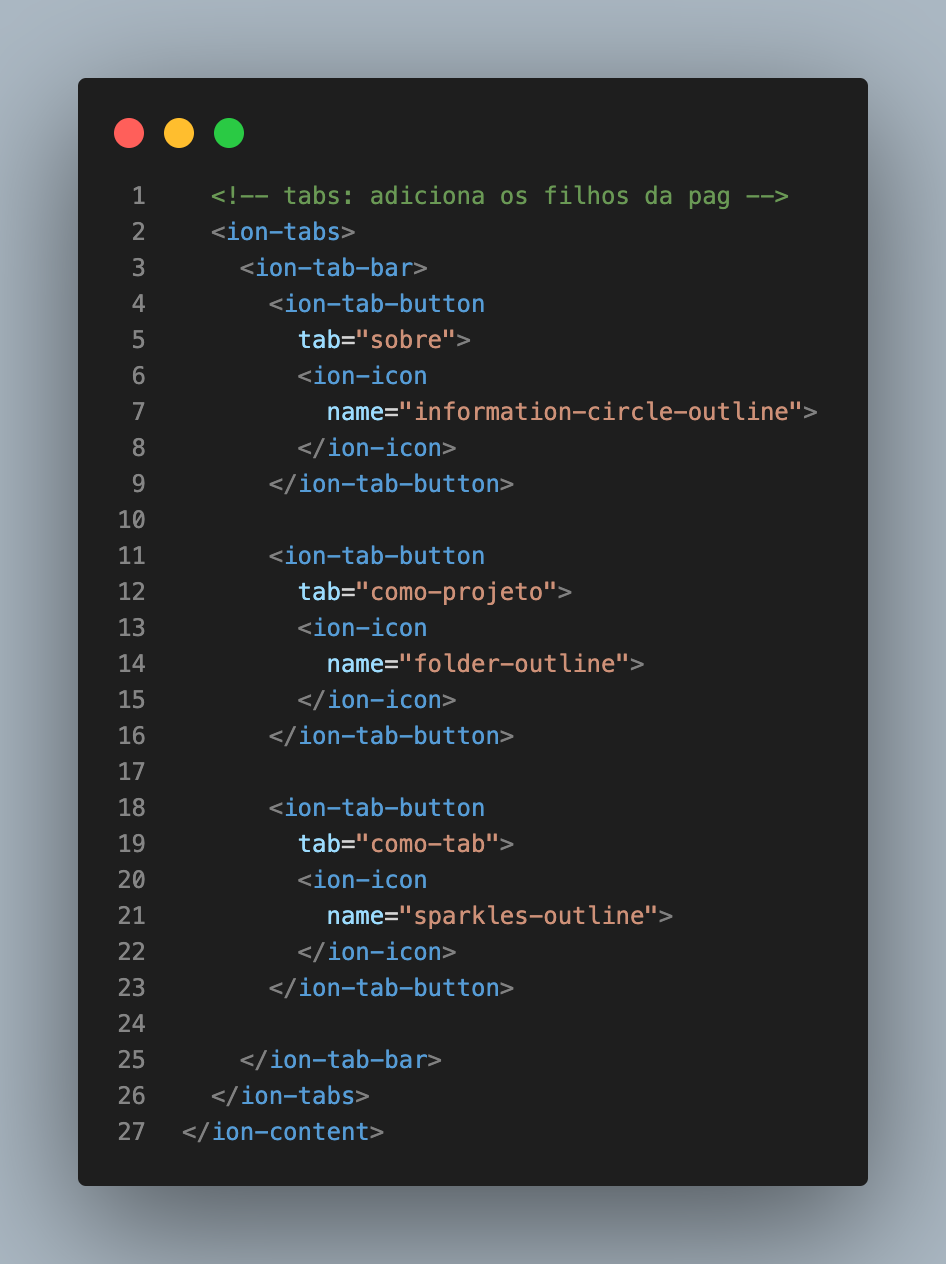 1 <!-- tabs: adiciona os filhos da pag -->
2 <ion-tabs>
3 <ion-tab-bar>
4 <ion-tab-button
5 tab="sobre">
6 <ion-icon
7 name="information-circle-outline">
8 </ion-icon>
9 </ion-tab-button>
10
11 <ion-tab-button
12 tab="como-projeto">
13 <ion-icon
14 name="folder-outline">
15 </ion-icon>
16 </ion-tab-button>
17
18 <ion-tab-button
19 tab="como-tab">
20 <ion-icon
21 name="sparkles-outline">
22 </ion-icon>
23 </ion-tab-button>
24
25 </ion-tab-bar>
26 </ion-tabs>
27 </ion-content>